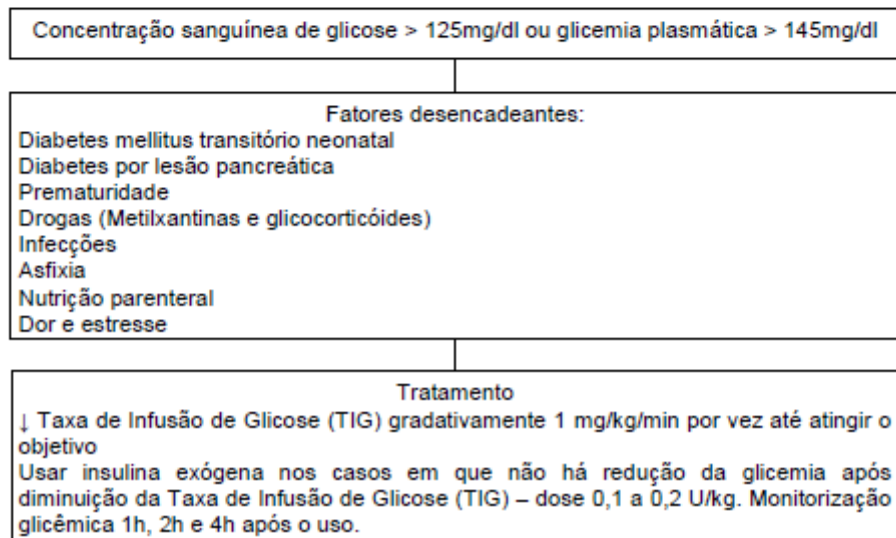 Concentração sanguínea de glicose > 125mg/dl ou glicemia plasmática > 145mg/dl
Fatores desencadeantes:
Diabetes mellitus transitório neonatal
Diabetes por lesão pancreática
Prematuridade
Drogas (Metilxantinas e glicocorticóides)
Infecções
Asfixia
Nutrição parenteral
Dor e estresse
Tratamento
↓ Taxa de Infusão de Glicose (TIG) gradativamente 1 mg/kg/min por vez até atingir o
objetivo
Usar insulina exógena nos casos em que não há redução da glicemia após
diminuição da Taxa de Infusão de Glicose (TIG) – dose 0,1 a 0,2 U/kg. Monitorização
glicêmica 1h, 2h e 4h após o uso.